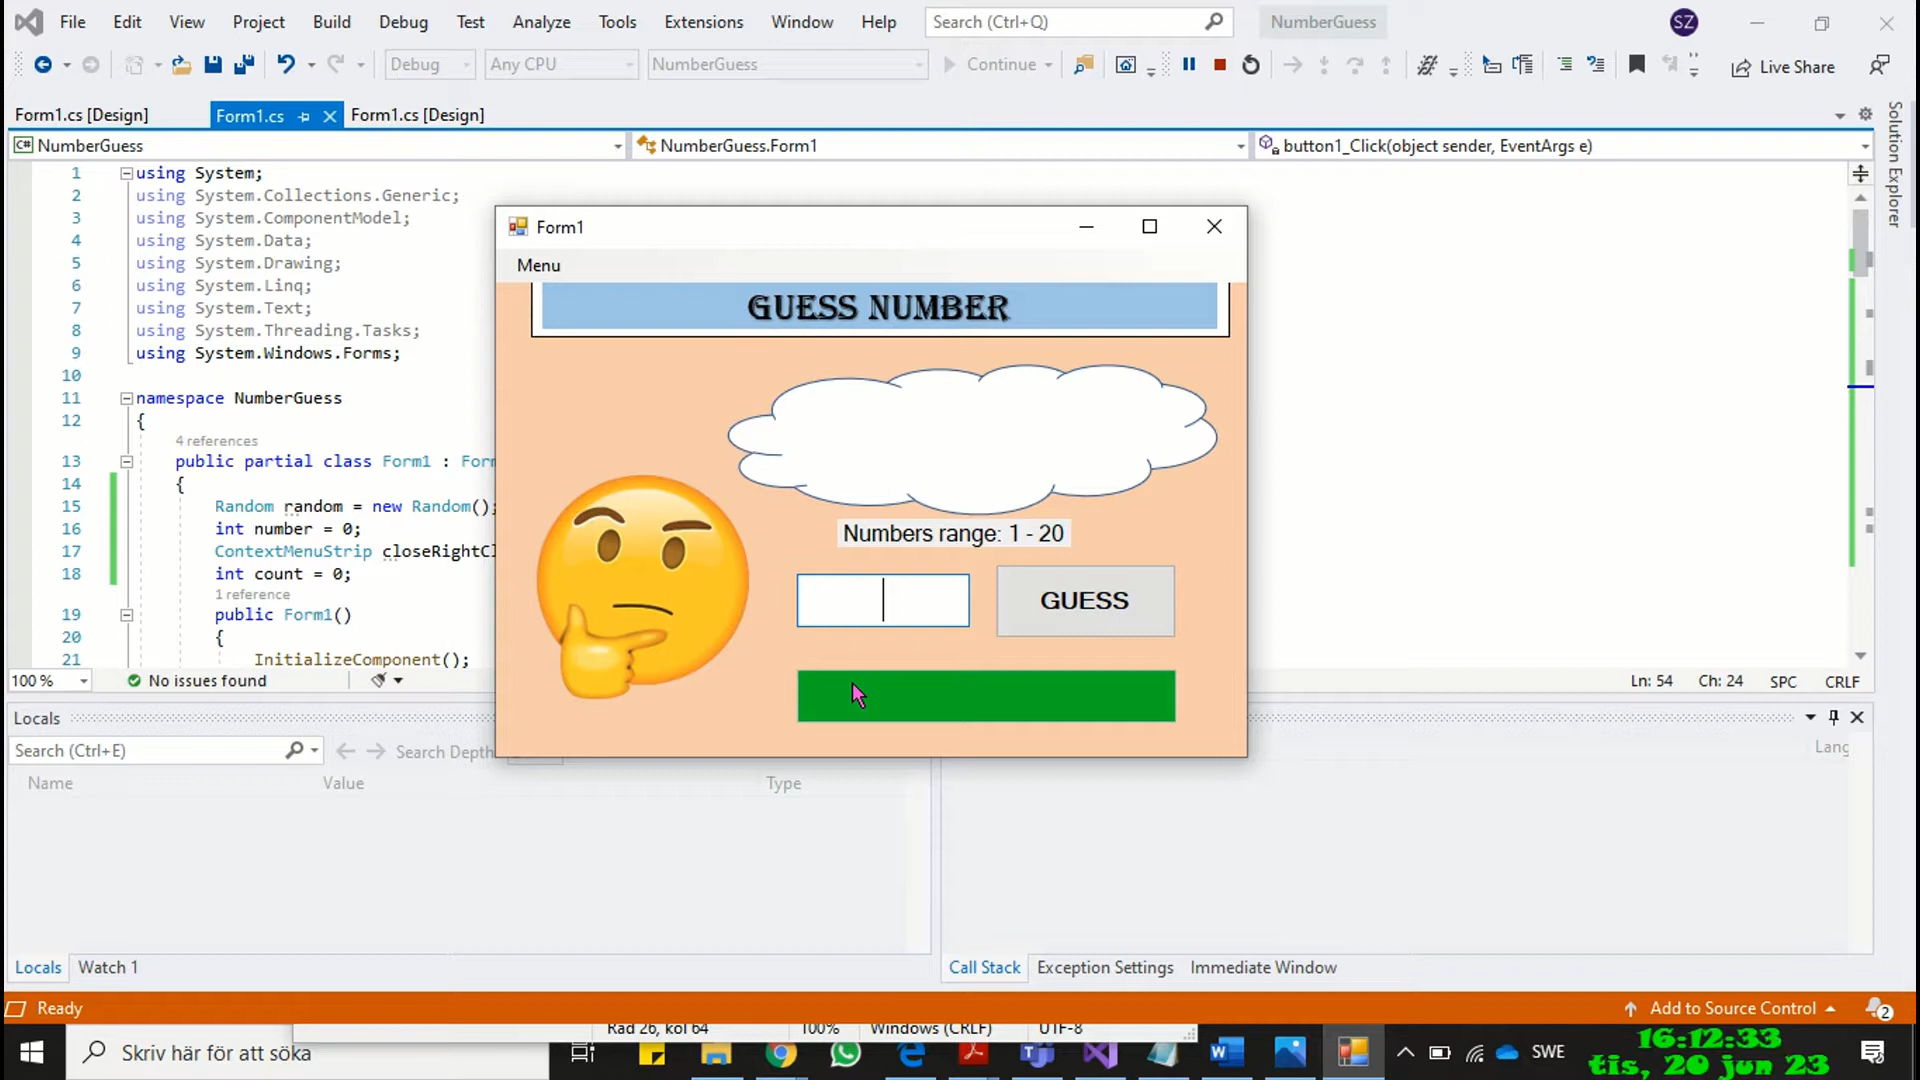 File Edit View Project Build Debug Test Analyze Tools Extensions Window Help Search (Ctrl+Q) NumberGuess SZ
Debug Any CPU NumberGuess Continue Live Share
Form1.cs [Design] Form1.cs Form1.cs [Design]
C# NumberGuess NumberGuess.Form1 button1_Click(object sender, EventArgs e)
Solution Explorer
1 using System;
2 using System.Collections.Generic;
3 using System.ComponentModel;
4 using System.Data;
5 using System.Drawing;
6 using System.Linq;
7 using System.Text;
8 using System.Threading.Tasks;
9 using System.Windows.Forms;
10
11 namespace NumberGuess
12 {
4 references
13 public partial class Form1 : Form
14 {
15 Random random = new Random();
16 int number = 0;
17 ContextMenuStrip closeRightCl
18 int count = 0;
1 reference
19 public Form1()
20 {
21 InitializeComponent();
Form1
Menu
GUESS NUMBER
Numbers range: 1 - 20
GUESS
100 % No issues found Ln: 54 Ch: 24 SPC CRLF
Locals
Search (Ctrl+E) Search Depth Lang
Name Value Type
Locals Watch 1 Call Stack Exception Settings Immediate Window
Ready Add to Source Control 2
Rad 26, kol 64 100% Windows (CRLF) UTF-8
Skriv här för att söka SWE 16:12:33
tis, 20 jun 23